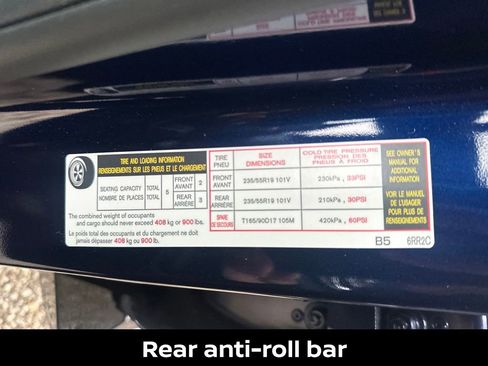 TIRE AND LOADING INFORMATION
RENSEIGNEMENTS SUR LES PNEUS ET LE CHARGEMENT
SEATING CAPACITY
NOMBRE DE PLACES
TOTAL
TOTAL
5
FRONT
AVANT
2
REAR
ARRIÈRE
3
The combined weight of occupants
and cargo should never exceed 408 kg or 900 lbs.
Le poids total des occupants et du chargement ne doit
jamais dépasser 408 kg ou 900 lb.
TIRE
PNEU
SIZE
DIMENSIONS
COLD TIRE PRESSURE
PRESSION DES
PNEUS A FROID
FRONT
AVANT
235/55R19 101V
230kPa, 33PSI
REAR
ARRIÈRE
235/55R19 101V
210kPa, 30PSI
SPARE
DE SECOURS
T165/90D17 105M
420kPa, 60PSI
SEE OWNER'S
MANUAL FOR
ADDITIONAL
INFORMATION
VOIR LE MANUEL
DE L'USAGER
POUR PLUS DE
RENSEIGNEMENTS
B5
6RR2C
Rear anti-roll bar